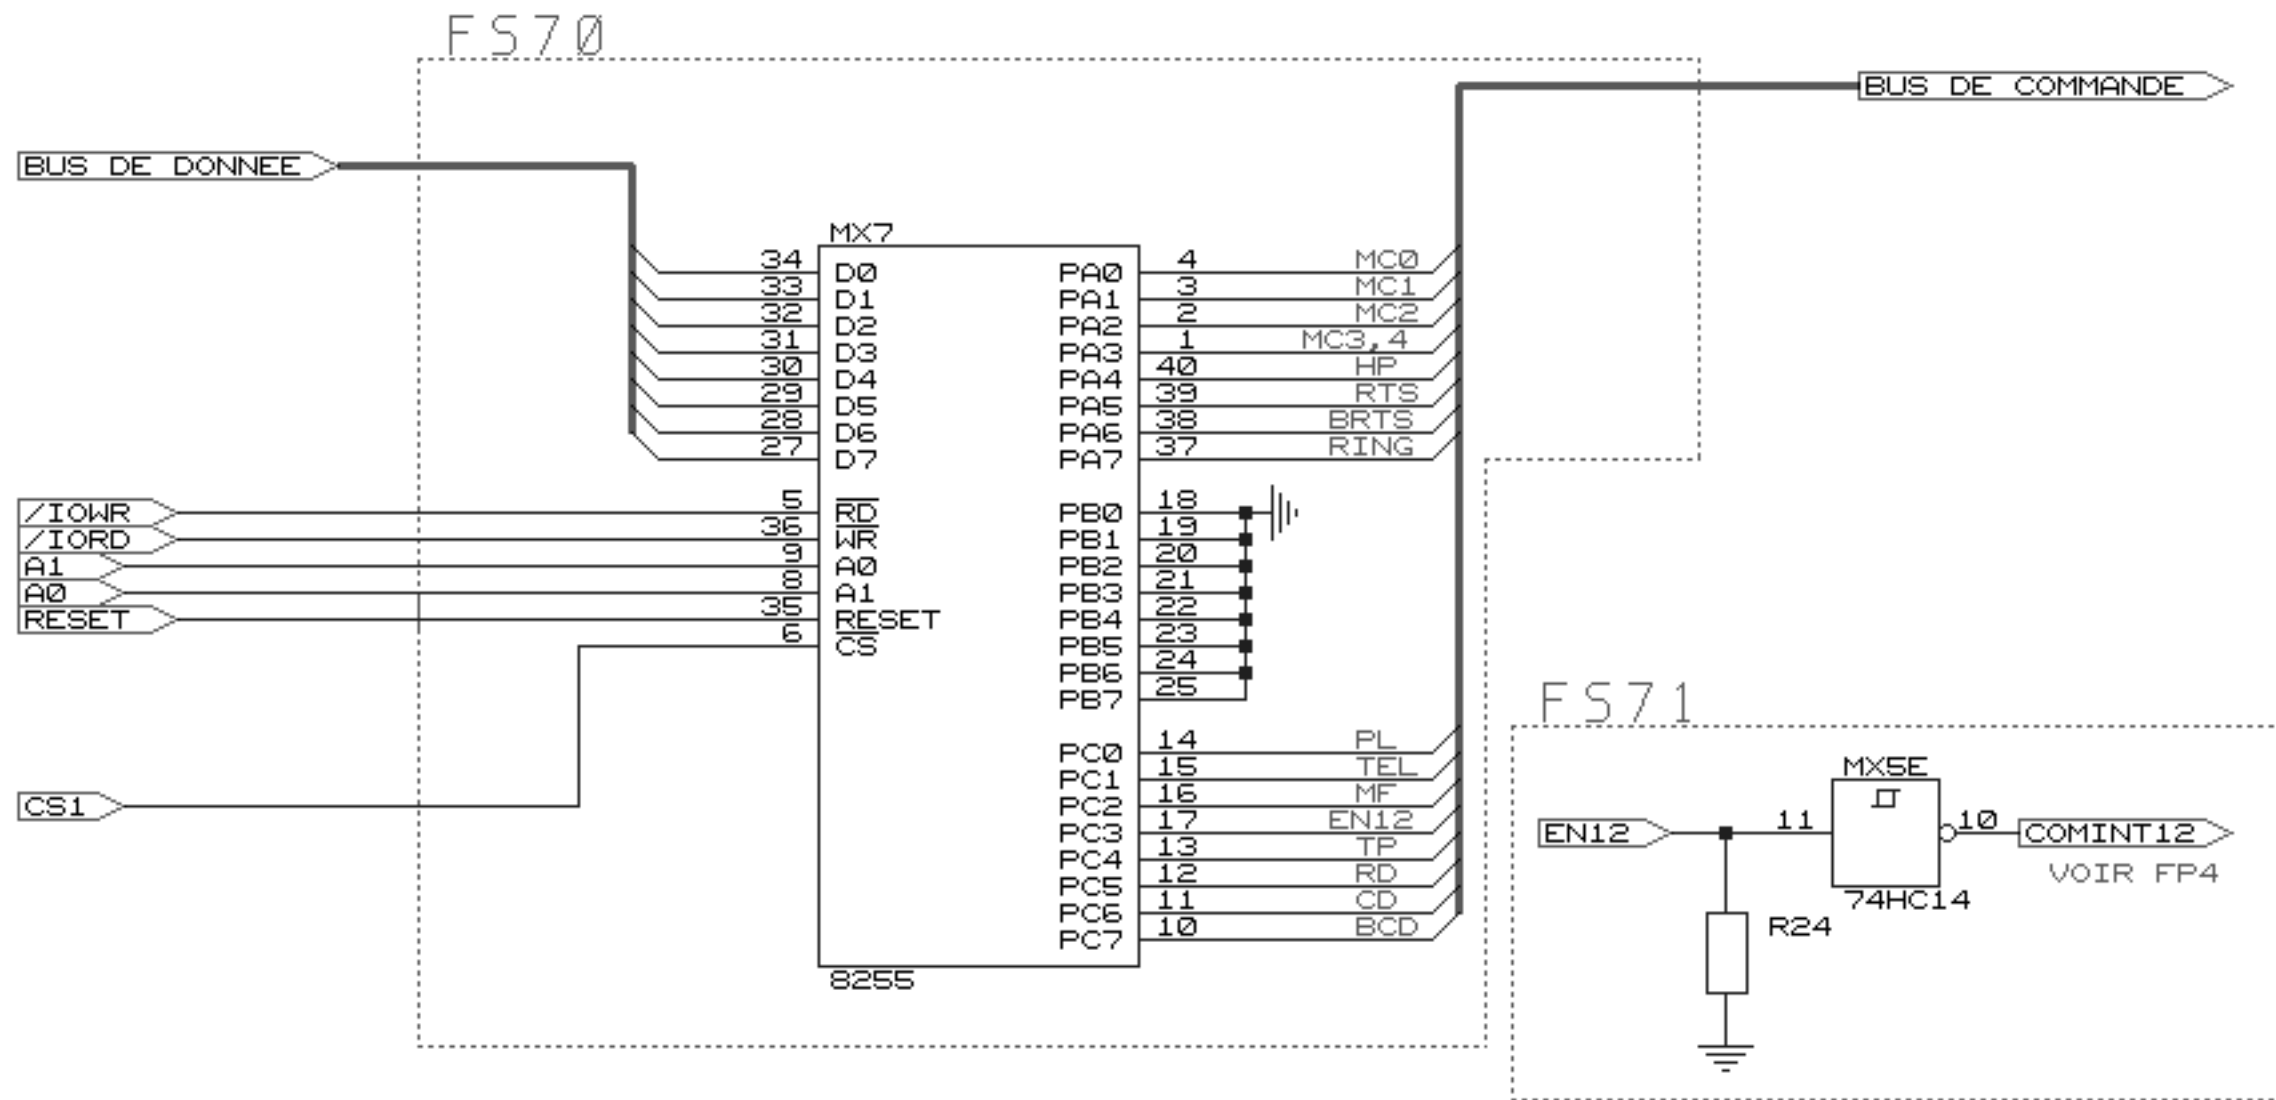 FS70
BUS DE COMMANDE
BUS DE DONNEE
MX7
34 D0 PA0 4 MC0
33 D1 PA1 3 MC1
32 D2 PA2 2 MC2
31 D3 PA3 1 MC3,4
30 D4 PA4 40 HP
29 D5 PA5 39 RTS
28 D6 PA6 38 BRTS
27 D7 PA7 37 RING
/IOWR 5 RD PB0 18
/IORD 36 WR PB1 19
A1 9 A0 PB2 20
A0 8 A1 PB3 21
RESET 35 RESET PB4 22
6 CS PB5 23
PB6 24
PB7 25
FS71
PC0 14 PL
PC1 15 TEL
CS1 PC2 16 MF
PC3 17 EN12
PC4 13 TP
PC5 12 RD
PC6 11 CD
PC7 10 BCD
8255
MX5E
EN12 11 10 COMINT12
VOIR FP4
74HC14
R24